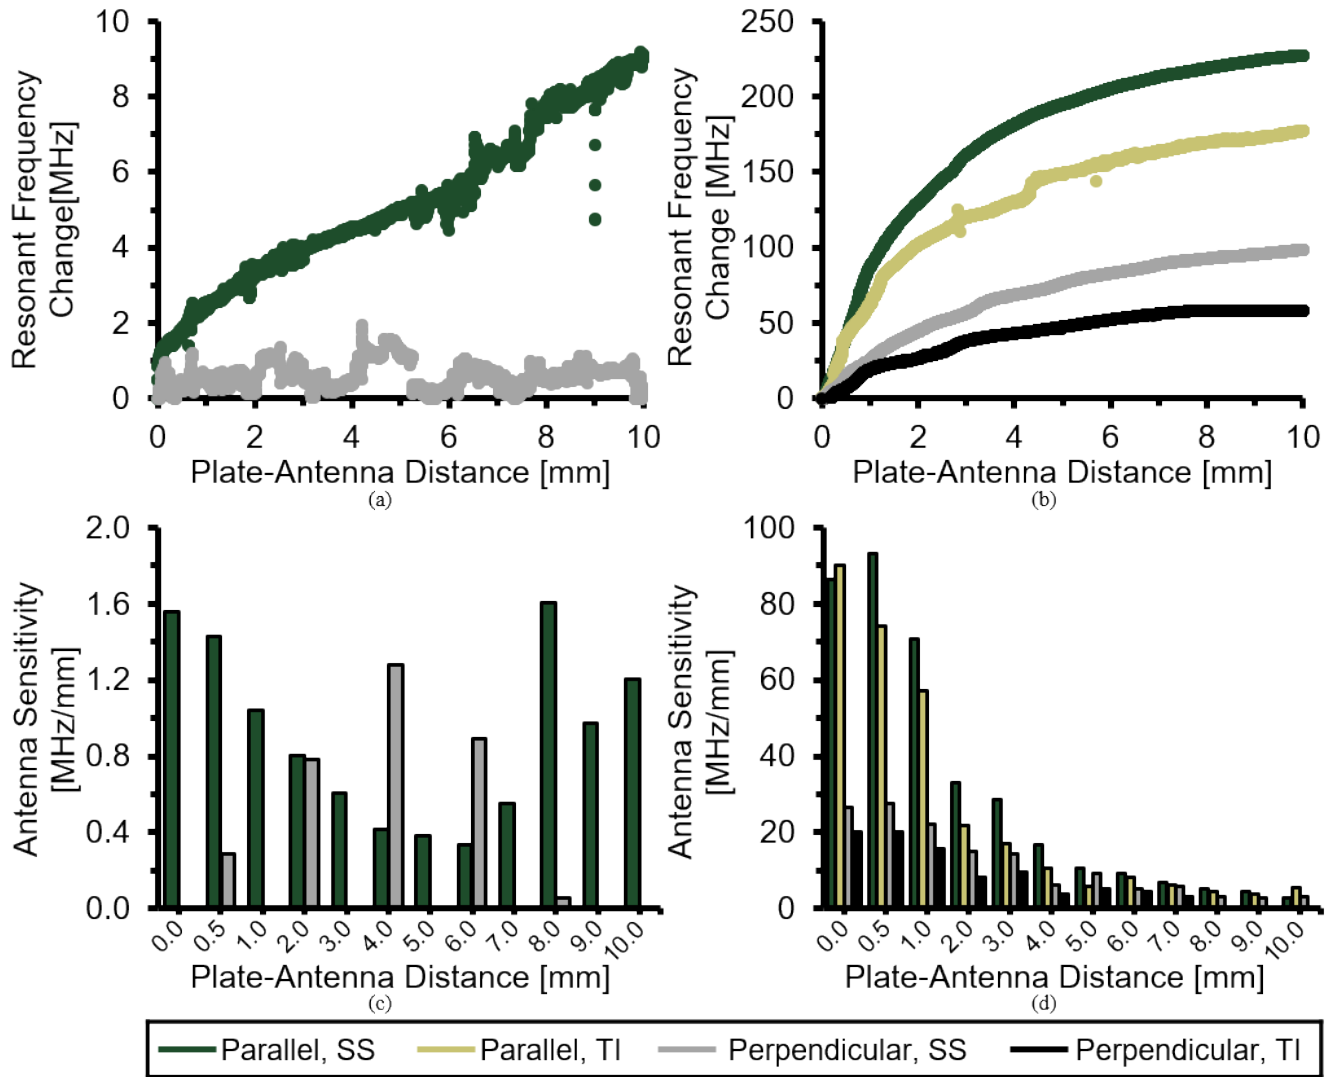 10
8
6
4
2
0
Resonant Frequency
Change[MHz]
0 2 4 6 8 10
Plate-Antenna Distance [mm]
(a)
250
200
150
100
50
0
Resonant Frequency
Change [MHz]
0 2 4 6 8 10
Plate-Antenna Distance [mm]
(b)
2.0
1.6
1.2
0.8
0.4
0.0
Antenna Sensitivity
[MHz/mm]
0.0 0.5 1.0 2.0 3.0 4.0 5.0 6.0 7.0 8.0 9.0 10.0
Plate-Antenna Distance [mm]
(c)
100
80
60
40
20
0
Antenna Sensitivity
[MHz/mm]
0.0 0.5 1.0 2.0 3.0 4.0 5.0 6.0 7.0 8.0 9.0 10.0
Plate-Antenna Distance [mm]
(d)
Parallel, SS Parallel, TI Perpendicular, SS Perpendicular, TI